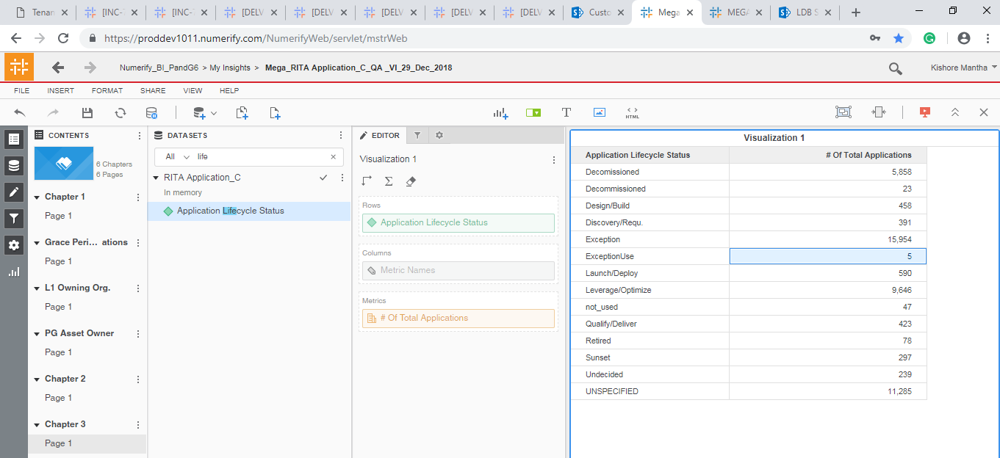 Tenan
[INC-
[INC-
[DELV
[DELV
[DELV
[DELV
[DELV
Custo
Mega
MEGA
LDB S
https://proddev1011.numerify.com/NumerifyWeb/servlet/mstrWeb
Numerify_BI_PandG6 > My Insights > Mega_RITA Application_C_QA _VI_29_Dec_2018
Kishore Mantha
FILE INSERT FORMAT SHARE VIEW HELP
HTML
CONTENTS
6 Chapters
6 Pages
Chapter 1
Page 1
Grace Peri... ations
Page 1
L1 Owning Org.
Page 1
PG Asset Owner
Page 1
Chapter 2
Page 1
Chapter 3
Page 1
DATASETS
All life
RITA Application_C
In memory
Application Lifecycle Status
EDITOR
Visualization 1
Rows
Application Lifecycle Status
Columns
Metric Names
Metrics
# Of Total Applications
Visualization 1
Application Lifecycle Status # Of Total Applications
Decomissioned 5,858
Decommissioned 23
Design/Build 458
Discovery/Requ. 391
Exception 15,954
ExceptionUse 5
Launch/Deploy 590
Leverage/Optimize 9,646
not_used 47
Qualify/Deliver 423
Retired 78
Sunset 297
Undecided 239
UNSPECIFIED 11,285